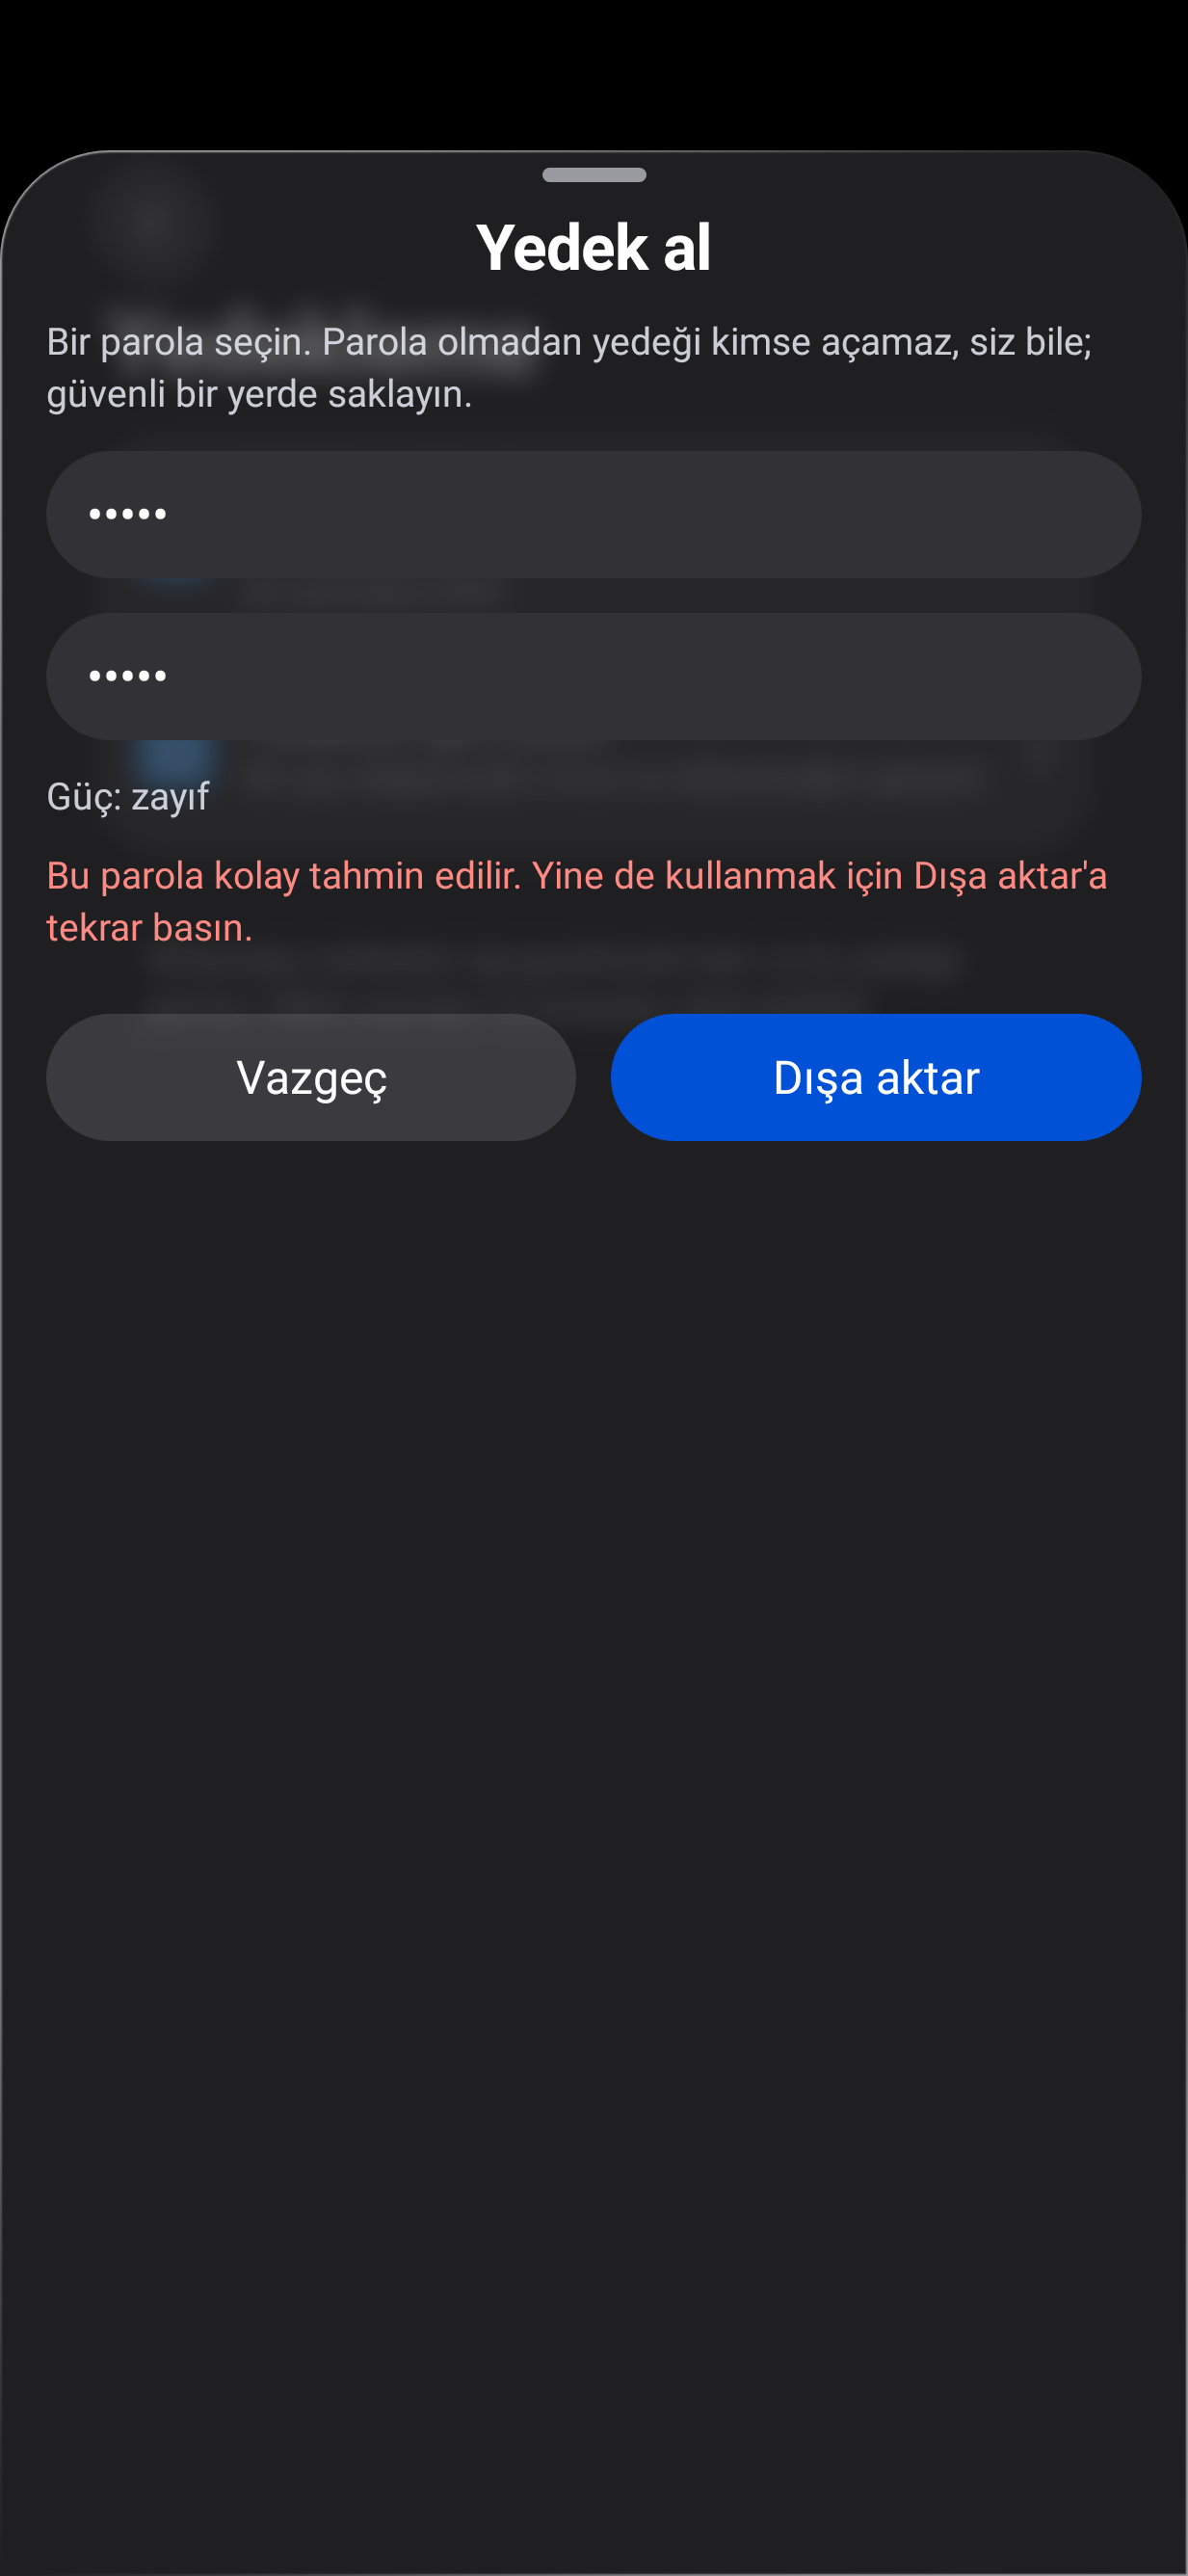 Yedek al
Bir parola seçin. Parola olmadan yedeği kimse açamaz, siz bile;
güvenli bir yerde saklayın.
•••••
•••••
Güç: zayıf
Bu parola kolay tahmin edilir. Yine de kullanmak için Dışa aktar'a
tekrar basın.
Vazgeç
Dışa aktar